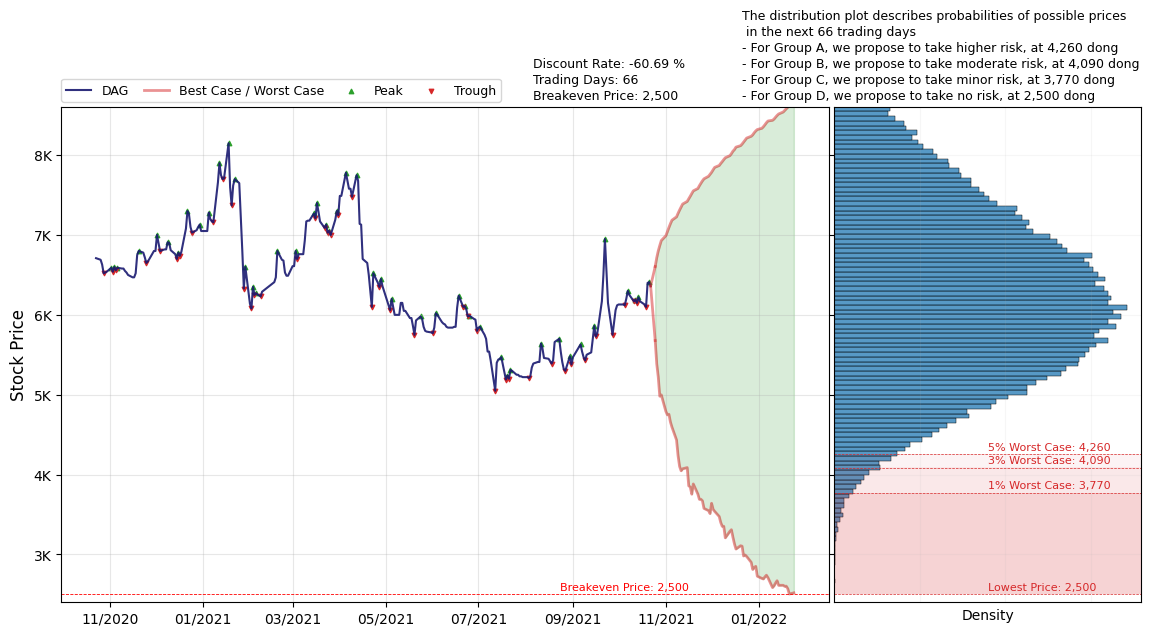 The distribution plot describes probabilities of possible prices
in the next 66 trading days
- For Group A, we propose to take higher risk, at 4,260 dong
- For Group B, we propose to take moderate risk, at 4,090 dong
- For Group C, we propose to take minor risk, at 3,770 dong
- For Group D, we propose to take no risk, at 2,500 dong
Discount Rate: -60.69 %
Trading Days: 66
Breakeven Price: 2,500
DAG Best Case / Worst Case Peak Trough
Stock Price
8K
7K
6K
5K
4K
3K
Breakeven Price: 2,500
11/2020 01/2021 03/2021 05/2021 07/2021 09/2021 11/2021 01/2022
5% Worst Case: 4,260
3% Worst Case: 4,090
1% Worst Case: 3,770
Lowest Price: 2,500
Density